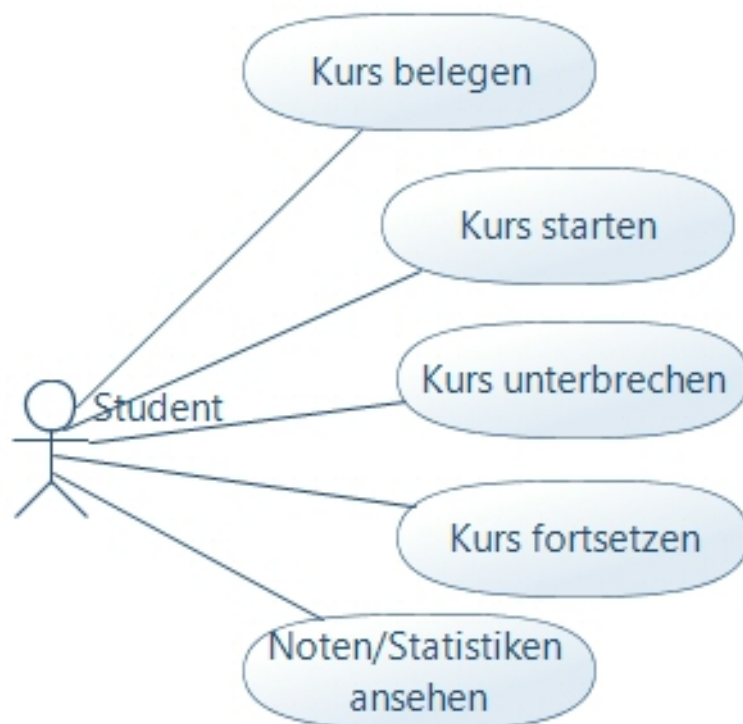 Kurs belegen
Kurs starten
Kurs unterbrechen
Student
Kurs fortsetzen
Noten/Statistiken
ansehen